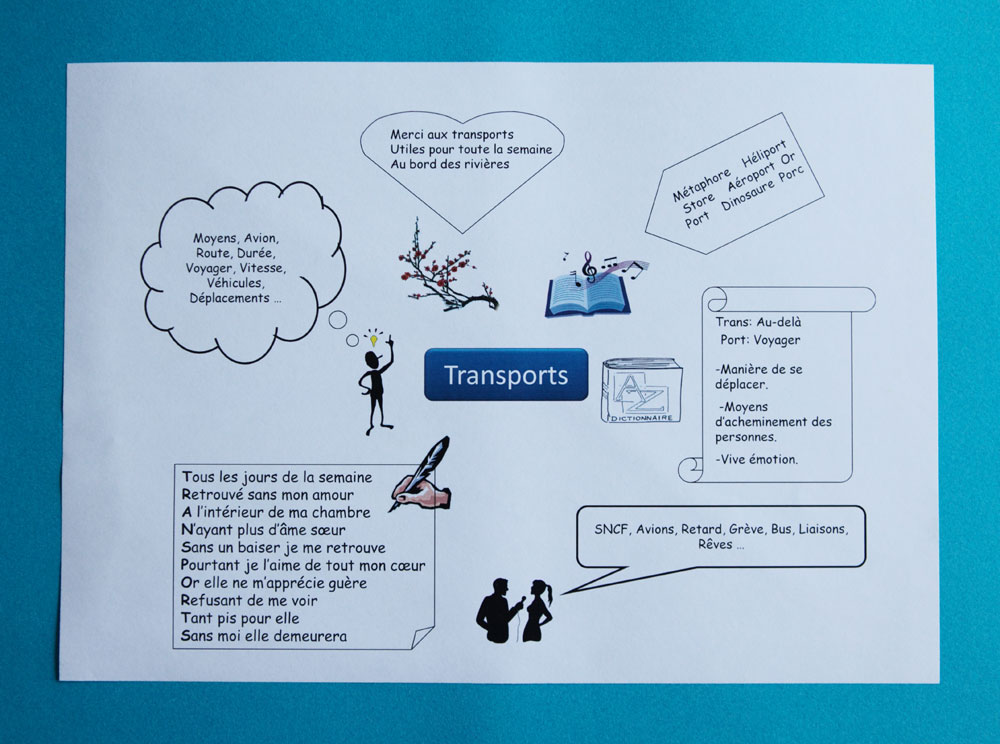 Merci aux transports
Utiles pour toute la semaine
Au bord des rivières
Métaphore Héliport
Store Aéroport Or
Port Dinosaure Porc
Moyens, Avion,
Route, Durée,
Voyager, Vitesse,
Véhicules,
Déplacements ...
Transports
DICTIONNAIRE
A
Z
Trans: Au-delà
Port: Voyager
-Manière de se
déplacer.
-Moyens
d'acheminement des
personnes.
-Vive émotion.
Tous les jours de la semaine
Retrouvé sans mon amour
A l'intérieur de ma chambre
N'ayant plus d'âme sœur
Sans un baiser je me retrouve
Pourtant je l'aime de tout mon cœur
Or elle ne m'apprécie guère
Refusant de me voir
Tant pis pour elle
Sans moi elle demeurera
SNCF, Avions, Retard, Grève, Bus, Liaisons,
Rêves ...